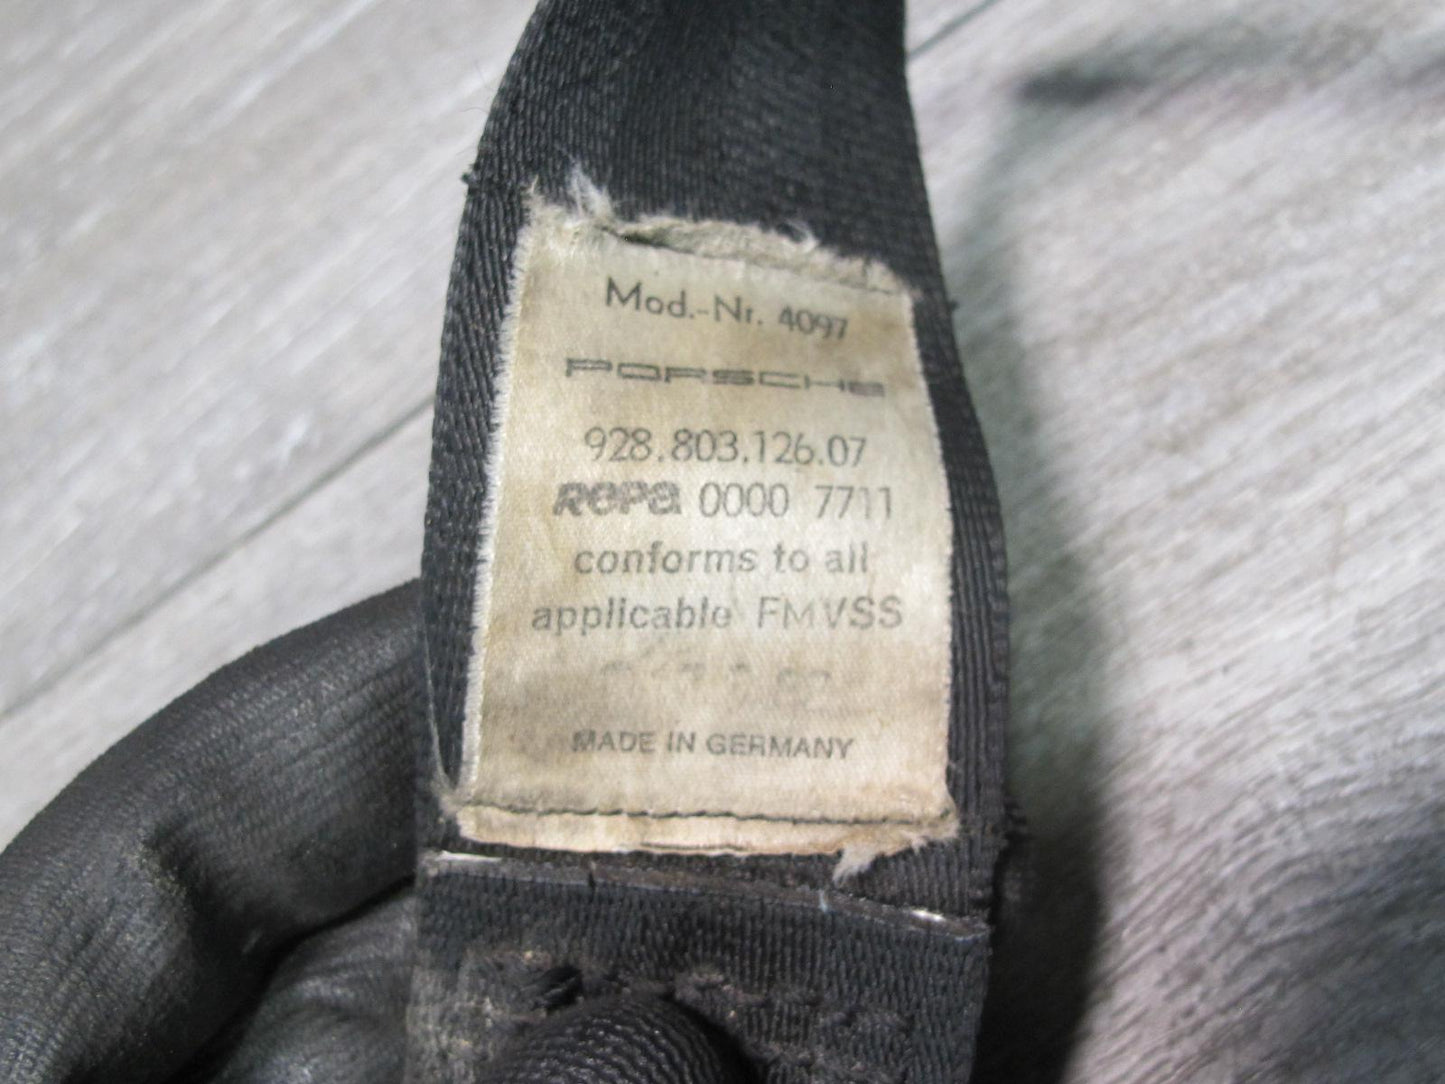 Mod.-Nr. 4097
PORSCHE
928.803.126.07
Repa 0000 7711
conforms to all
applicable FMVSS
MADE IN GERMANY